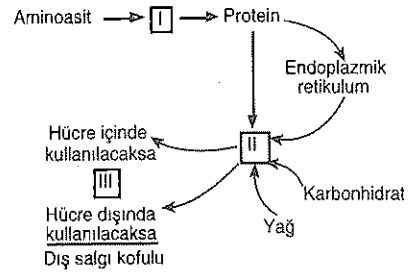 Aminoasit
I
Protein
Endoplazmik
retikulum
Hücre içinde
kullanılacaksa
II
III
Karbonhidrat
Hücre dışında
kullanılacaksa
Yağ
Dış salgı kofulu